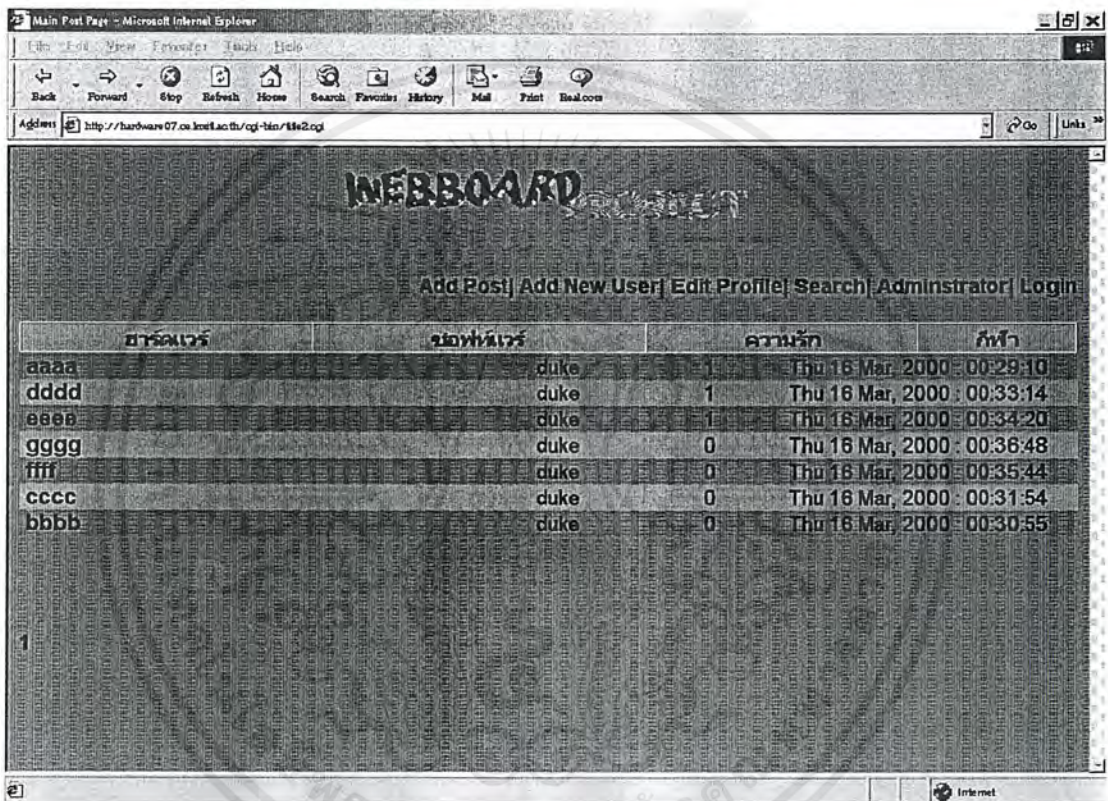 Main Post Page - Microsoft Internet Explorer
File Edit View Favorites Tools Help
Back Forward Stop Refresh Home Search Favorites History Mail Print Real.com
Address Go Links
WEBBOARD
Add Post| Add New User| Edit Profile| Search| Adminstrator| Login
ฮาร์ดแวร์ ซอฟท์แวร์ ความรัก กีฬา
aaaa duke 1 Thu 16 Mar, 2000 : 00:29:10
dddd duke 1 Thu 16 Mar, 2000 : 00:33:14
eeee duke 1 Thu 16 Mar, 2000 : 00:34:20
gggg duke 0 Thu 16 Mar, 2000 : 00:36:48
ffff duke 0 Thu 16 Mar, 2000 : 00:35:44
cccc duke 0 Thu 16 Mar, 2000 : 00:31:54
bbbb duke 0 Thu 16 Mar, 2000 : 00:30:55
1
Internet